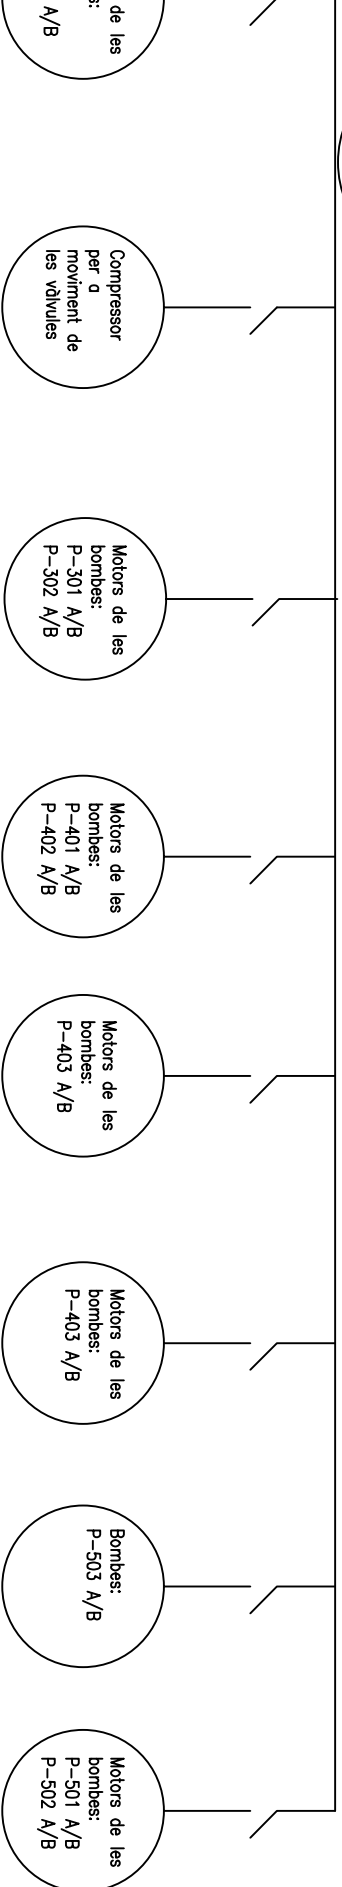 de les
s:
A/B
Compressor
per a
moviment de
les vàlvules
Motors de les
bombes:
P-301 A/B
P-302 A/B
Motors de les
bombes:
P-401 A/B
P-402 A/B
Motors de les
bombes:
P-403 A/B
Motors de les
bombes:
P-403 A/B
Bombes:
P-503 A/B
Motors de les
bombes:
P-501 A/B
P-502 A/B